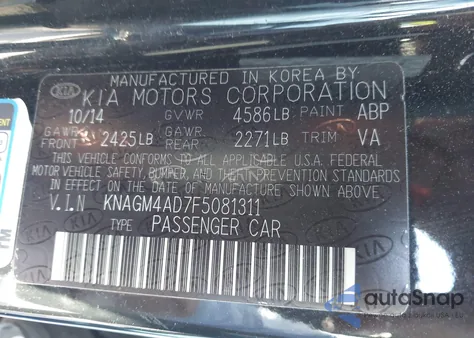 MANUFACTURED IN KOREA BY
KIA KIA MOTORS CORPORATION
10/14 GVWR 4586LB PAINT ABP
GAWR FRONT 2425LB GAWR REAR 2271LB TRIM VA
THIS VEHICLE CONFORMS TO ALL APPLICABLE U.S.A. FEDERAL
MOTOR VEHICLE SAFETY, BUMPER, AND THEFT PREVENTION STANDARDS
IN EFFECT ON THE DATE OF MANUFACTURE SHOWN ABOVE.
V.I.N KNAGM4AD7F5081311
TYPE PASSENGER CAR
autoSnap